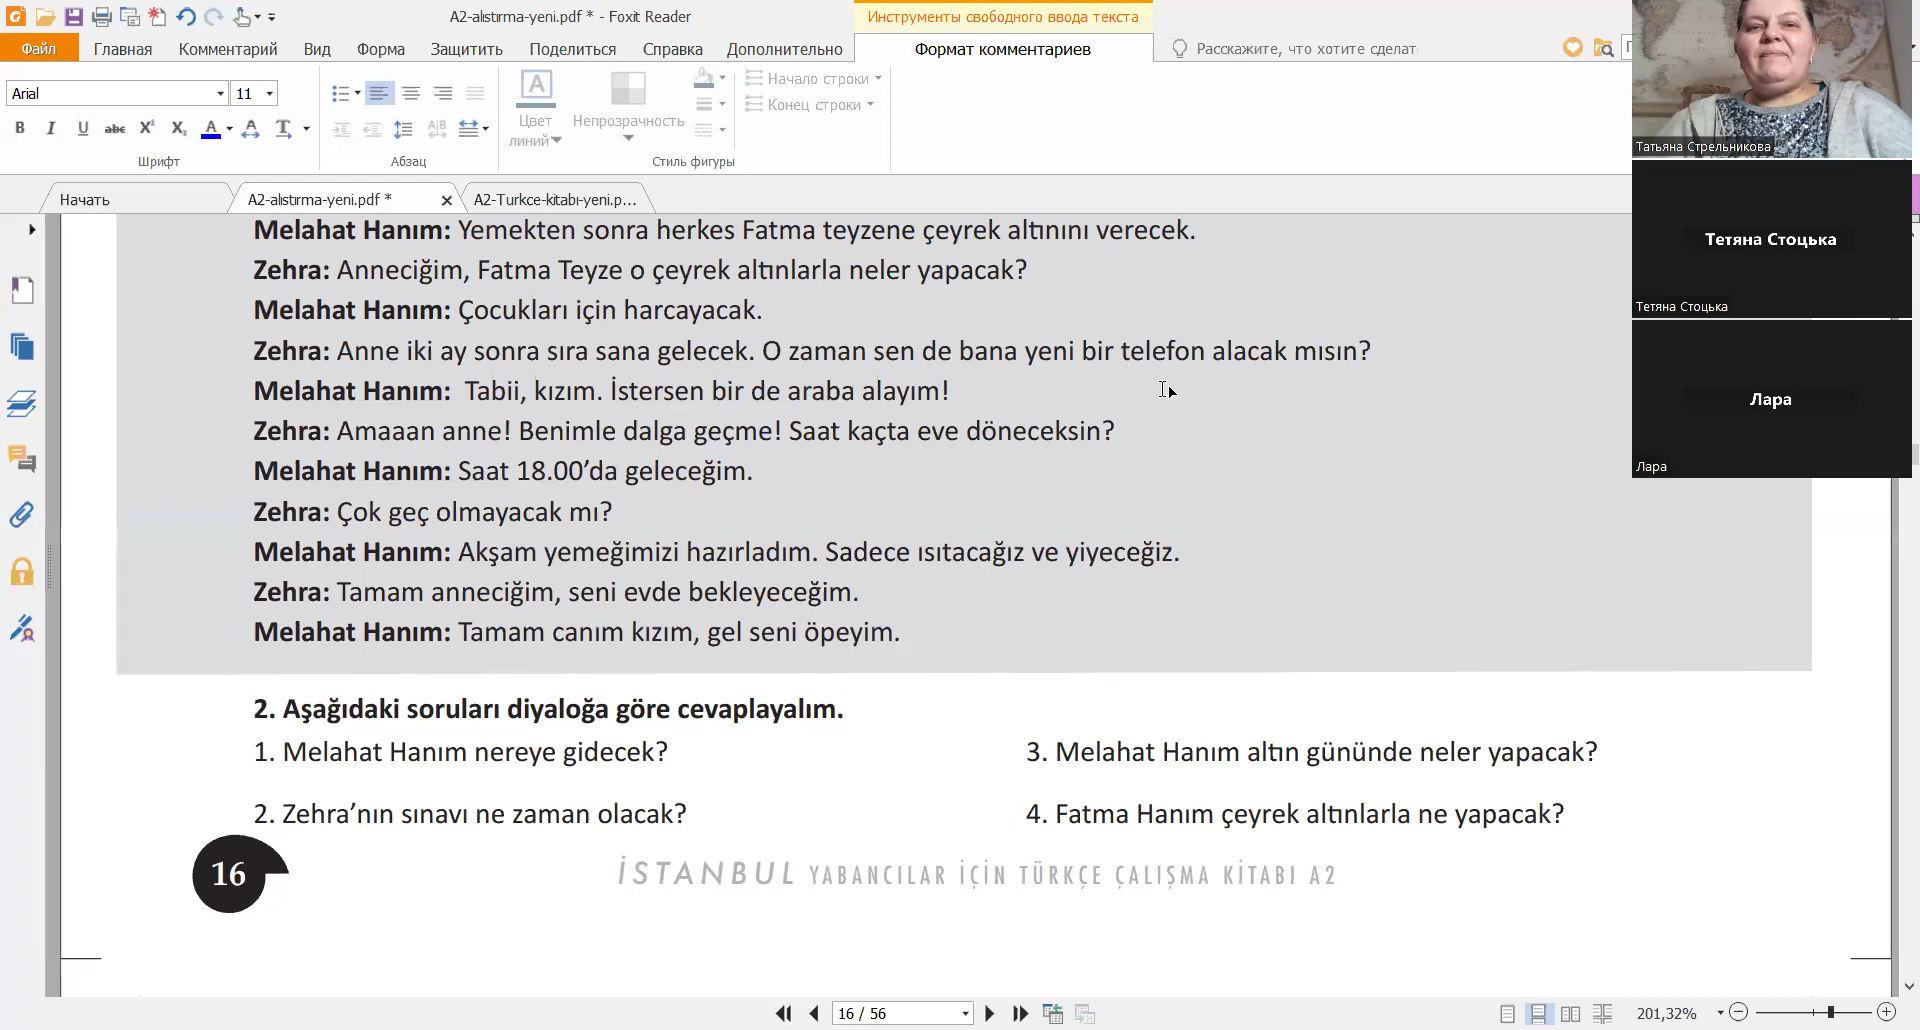 A2-alıstırma-yeni.pdf * - Foxit Reader
Инструменты свободного ввода текста
Файл Главная Комментарий Вид Форма Защитить Поделиться Справка Дополнительно Формат комментариев Расскажите, что хотите сделат
Arial 11
Цвет линий
Непрозрачность
Начало строки
Конец строки
Шрифт Абзац Стиль фигуры
Начать A2-alıstırma-yeni.pdf * A2-Turkce-kitabı-yeni.p...
Melahat Hanım: Yemekten sonra herkes Fatma teyzene çeyrek altınını verecek.
Zehra: Anneciğim, Fatma Teyze o çeyrek altınlarla neler yapacak?
Melahat Hanım: Çocukları için harcayacak.
Zehra: Anne iki ay sonra sıra sana gelecek. O zaman sen de bana yeni bir telefon alacak mısın?
Melahat Hanım: Tabii, kızım. İstersen bir de araba alayım!
Zehra: Amaaan anne! Benimle dalga geçme! Saat kaçta eve döneceksin?
Melahat Hanım: Saat 18.00’da geleceğim.
Zehra: Çok geç olmayacak mı?
Melahat Hanım: Akşam yemeğimizi hazırladım. Sadece ısıtacağız ve yiyeceğiz.
Zehra: Tamam anneciğim, seni evde bekleyeceğim.
Melahat Hanım: Tamam canım kızım, gel seni öpeyim.
2. Aşağıdaki soruları diyaloğa göre cevaplayalım.
1. Melahat Hanım nereye gidecek?
2. Zehra’nın sınavı ne zaman olacak?
3. Melahat Hanım altın gününde neler yapacak?
4. Fatma Hanım çeyrek altınlarla ne yapacak?
16
İSTANBUL YABANCILAR İÇİN TÜRKÇE ÇALIŞMA KİTABI A2
16 / 56
201,32%
Татьяна Стрельникова
Тетяна Стоцька
Тетяна Стоцька
Лара
Лара